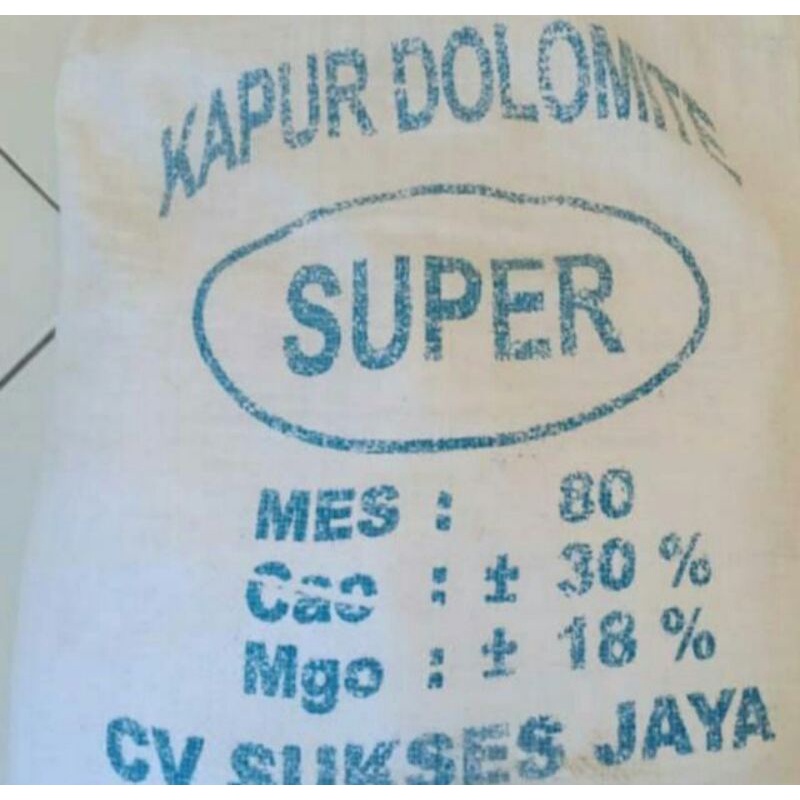 KAPUR DOLOMITE
SUPER
MES : 80
Cao : ± 30 %
Mgo : ± 18 %
CV SUKSES JAYA